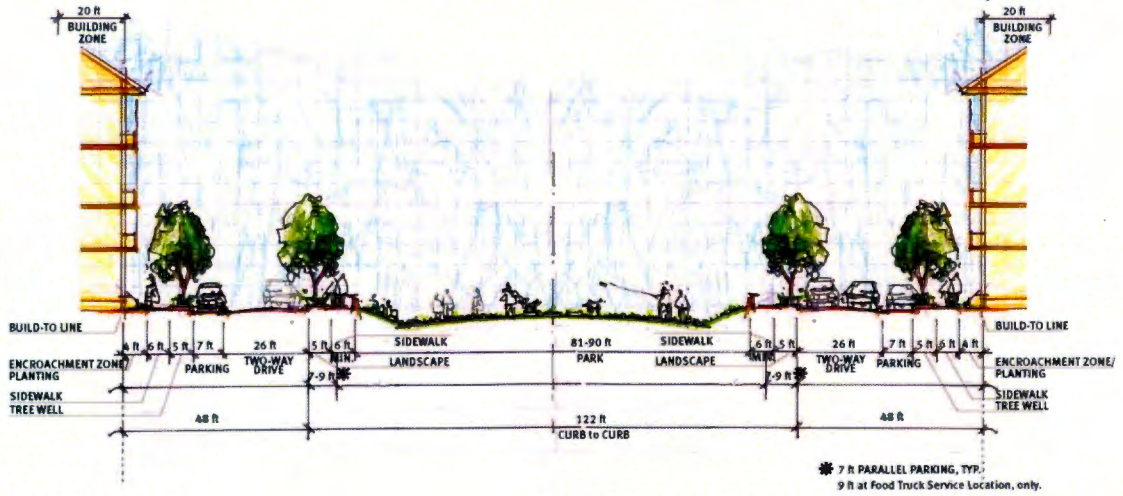 20 ft
BUILDING
ZONE
20 ft
BUILDING
ZONE
BUILD-TO LINE
BUILD-TO LINE
4 ft 6 ft 5 ft 7 ft 26 ft 5 ft 6 ft SIDEWALK 81-90 ft SIDEWALK 6 ft 5 ft 26 ft 7 ft 5 ft 6 ft 4 ft
ENCROACHMENT ZONE/
PLANTING
PARKING TWO-WAY
DRIVE
MIN. LANDSCAPE PARK LANDSCAPE MIN.
TWO-WAY
DRIVE
PARKING
ENCROACHMENT ZONE/
PLANTING
7-9 ft ✱
7-9 ft ✱
SIDEWALK
TREE WELL
SIDEWALK
TREE WELL
48 ft
122 ft
48 ft
CURB to CURB
✱ 7 ft PARALLEL PARKING, TYP.
9 ft at Food Truck Service Location, only.